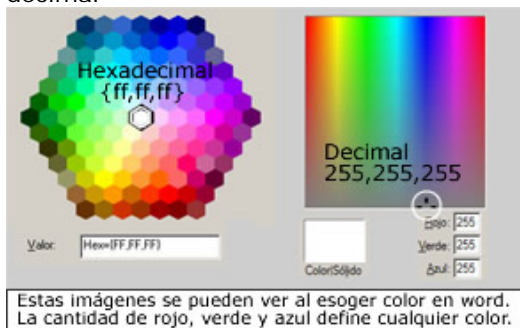 decimal
Hexadecimal
{ff,ff,ff}
Decimal
255,255,255
Valor:
Hex={FF,FF,FF}
Color|Sólido
Rojo: 255
Verde: 255
Azul: 255
Estas imágenes se pueden ver al esoger color en word.
La cantidad de rojo, verde y azul define cualquier color.